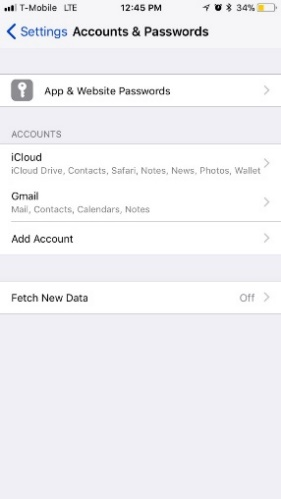 T-Mobile LTE 12:45 PM 34%
Settings Accounts & Passwords
App & Website Passwords
ACCOUNTS
iCloud
iCloud Drive, Contacts, Safari, Notes, News, Photos, Wallet
Gmail
Mail, Contacts, Calendars, Notes
Add Account
Fetch New Data Off